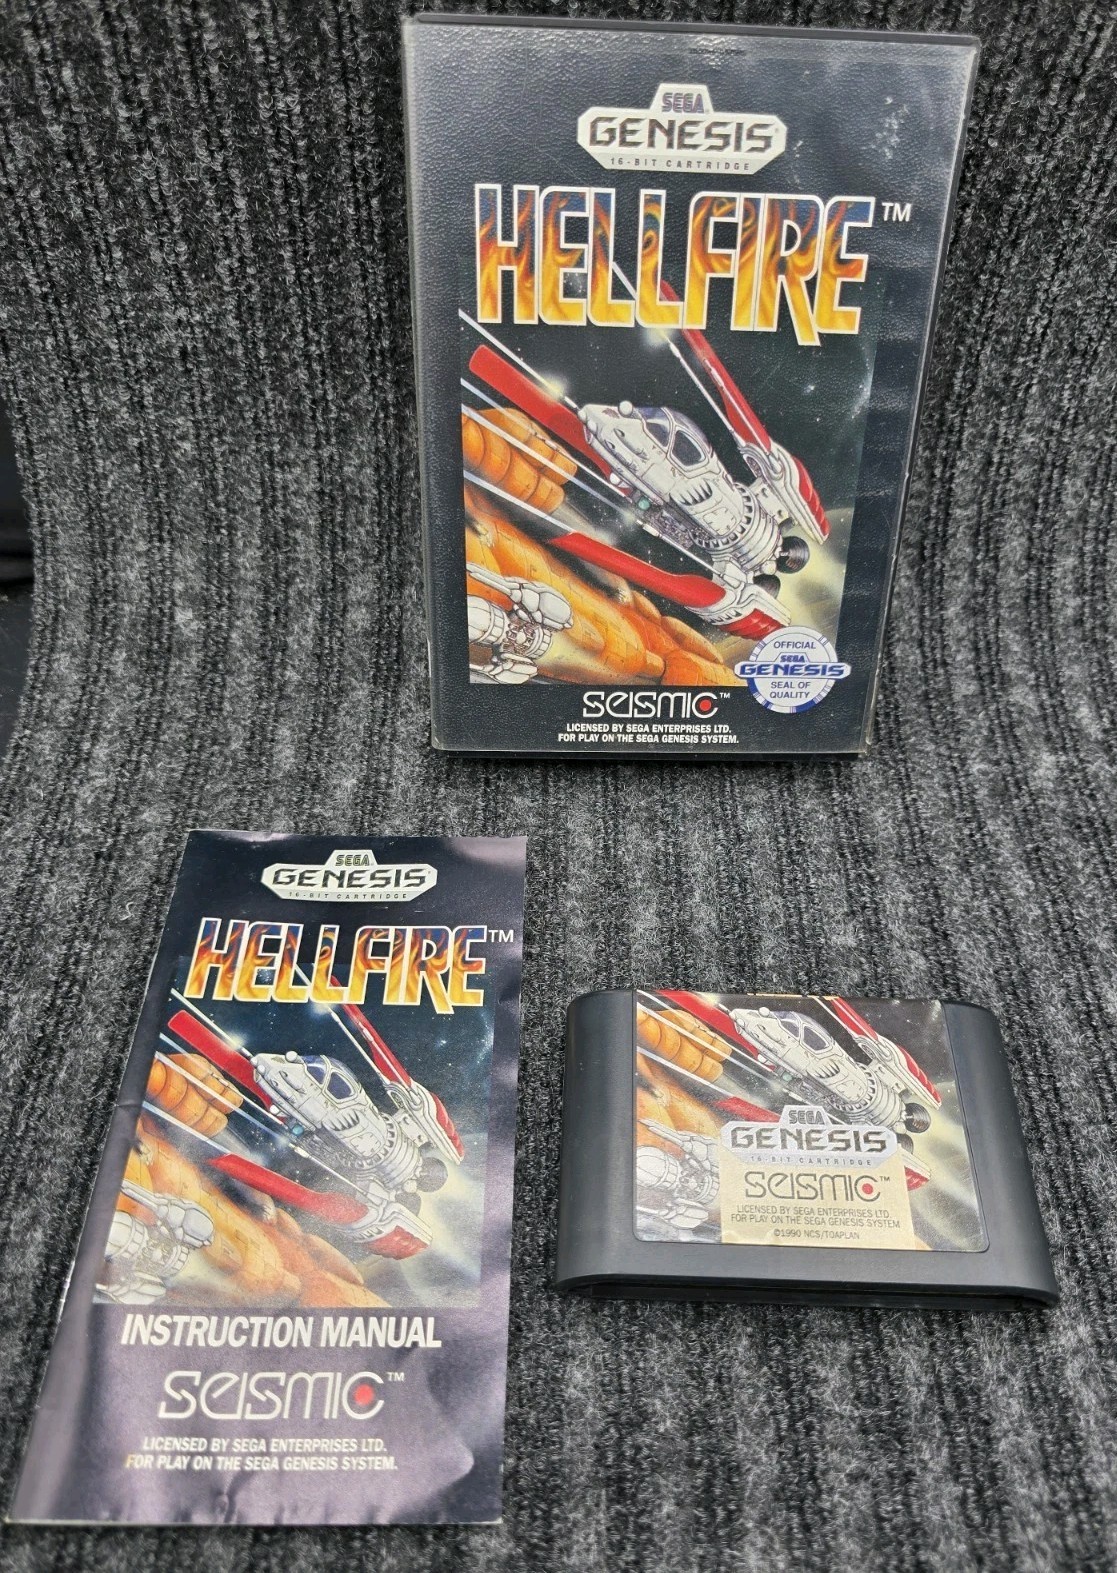 SEGA
GENESIS
16-BIT CARTRIDGE
HELLFIRE™
OFFICIAL
SEGA
GENESIS
SEAL OF
QUALITY
SEISMIC™
LICENSED BY SEGA ENTERPRISES LTD.
FOR PLAY ON THE SEGA GENESIS SYSTEM.
SEGA
GENESIS
16-BIT CARTRIDGE
HELLFIRE™
INSTRUCTION MANUAL
SEISMIC™
LICENSED BY SEGA ENTERPRISES LTD.
FOR PLAY ON THE SEGA GENESIS SYSTEM.
SEGA
GENESIS
16-BIT CARTRIDGE
SEISMIC™
LICENSED BY SEGA ENTERPRISES LTD.
FOR PLAY ON THE SEGA GENESIS SYSTEM
©1990 NCS/TOAPLAN